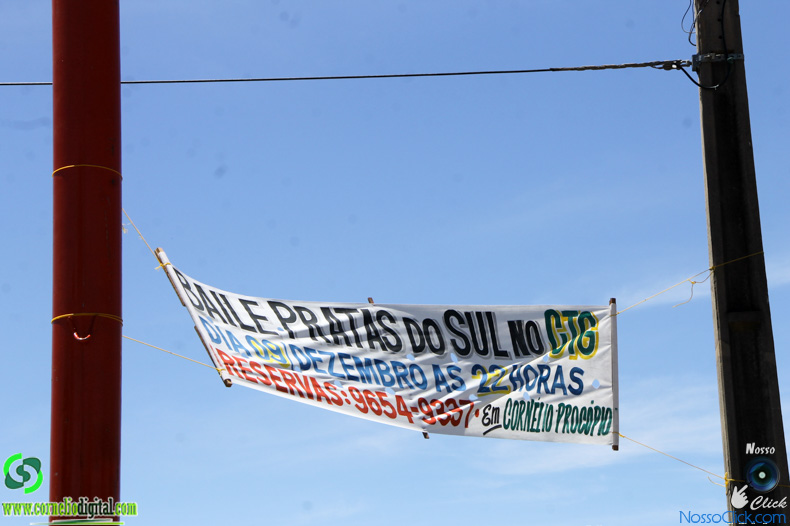 BAILE PRATAS DO SUL NO CTG
DIA 09/DEZEMBRO AS 22 HORAS
RESERVAS: 9654-9337 • Em CORNÉLIO PROCÓPIO
www.corneliodigital.com
Nosso
Click
NossoClick.com